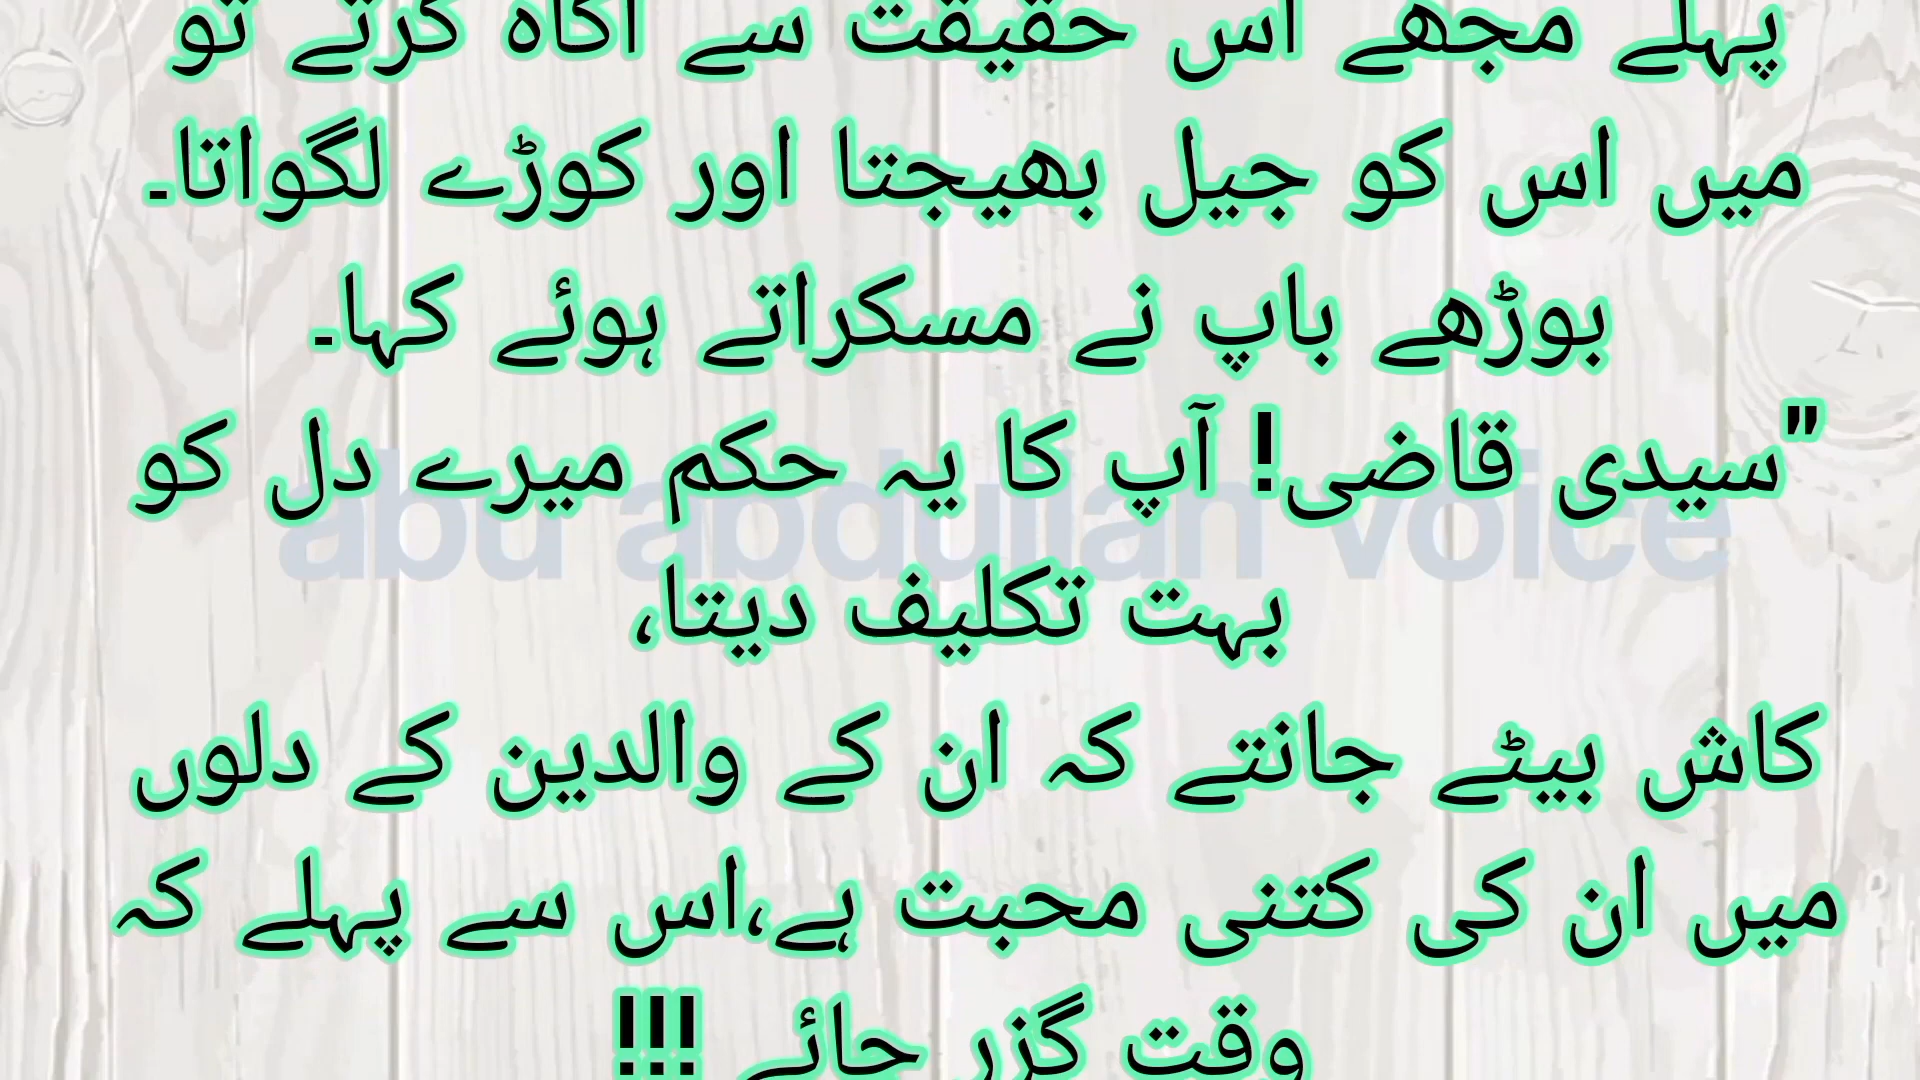 پہلے مجھے اس حقیقت سے آگاہ کرتے تو
میں اس کو جیل بھیجتا اور کوڑے لگواتا۔
بوڑھے باپ نے مسکراتے ہوئے کہا۔
"سیدی قاضی! آپ کا یہ حکم میرے دل کو
abu abdullah voice
بہت تکلیف دیتا،
کاش بیٹے جانتے کہ ان کے والدین کے دلوں
میں ان کی کتنی محبت ہے،اس سے پہلے کہ
وقت گزر جائے !!!